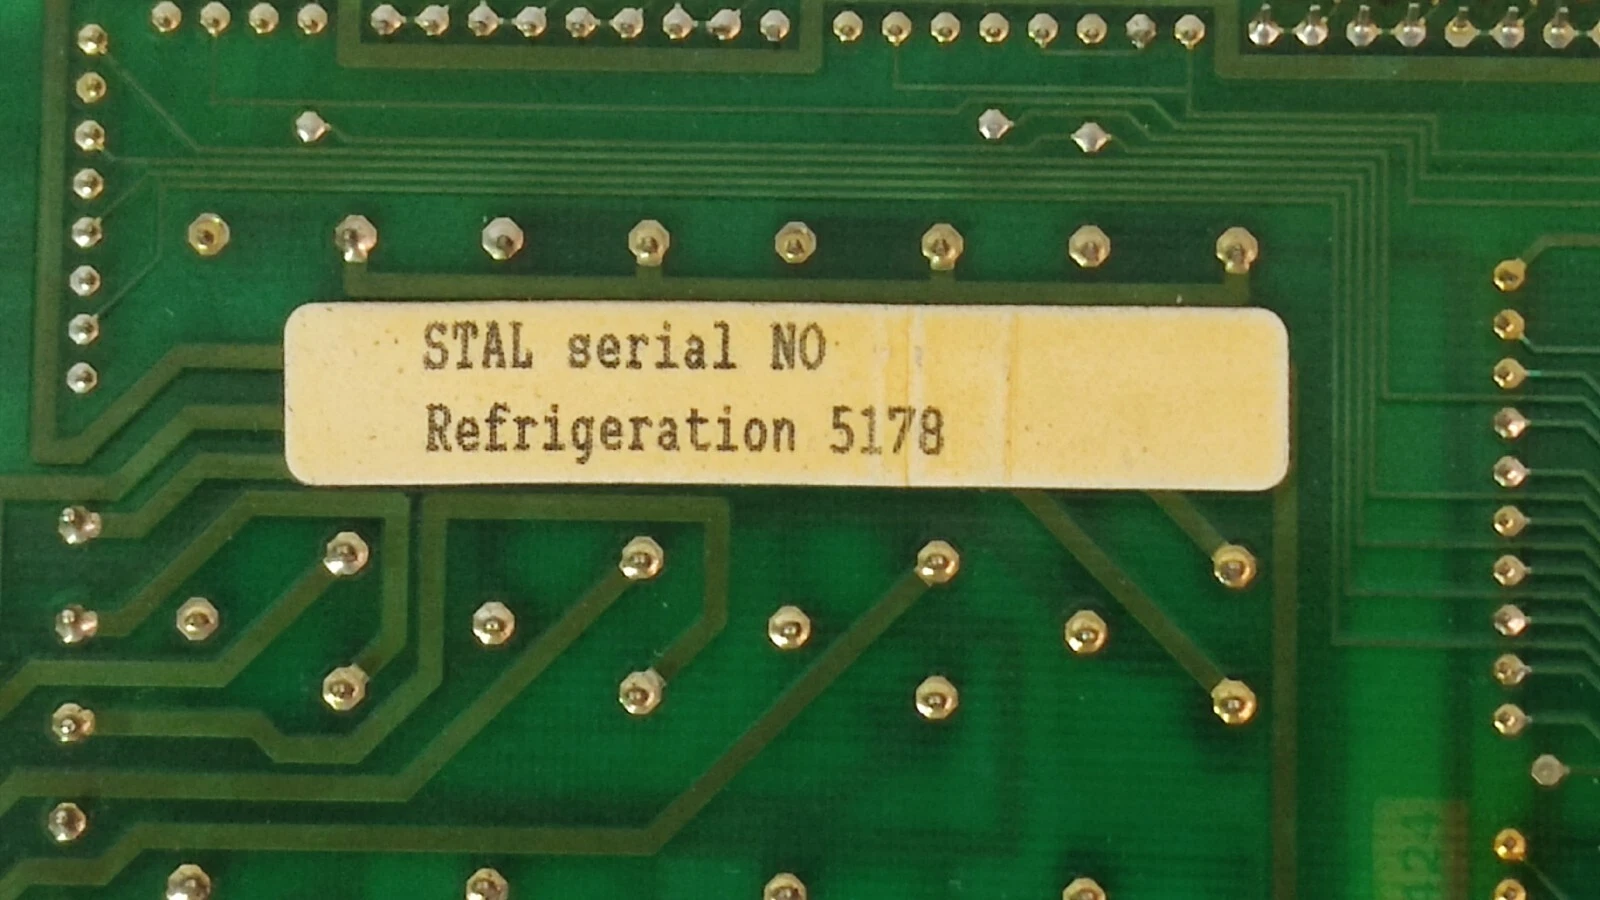 STAL serial NO
Refrigeration 5178